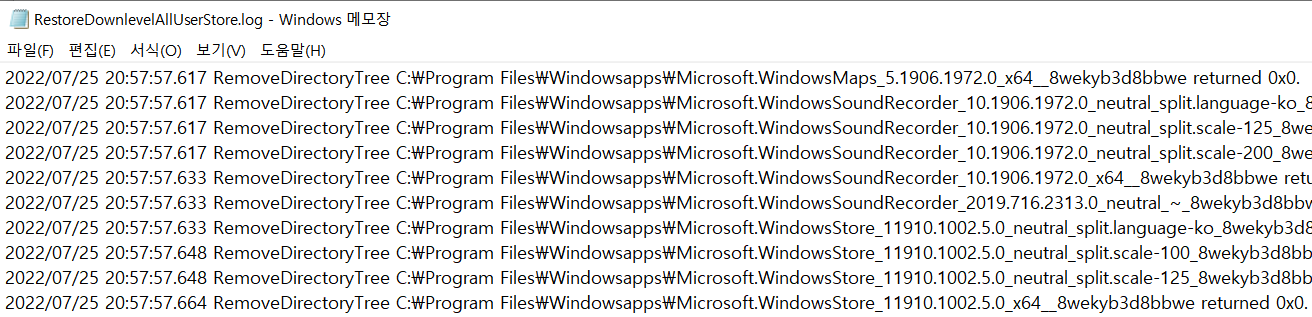 RestoreDownlevelAllUserStore.log - Windows 메모장
파일(F) 편집(E) 서식(O) 보기(V) 도움말(H)
2022/07/25 20:57:57.617 RemoveDirectoryTree C:₩Program Files₩Windowsapps₩Microsoft.WindowsMaps_5.1906.1972.0_x64__8wekyb3d8bbwe returned 0x0.
2022/07/25 20:57:57.617 RemoveDirectoryTree C:₩Program Files₩Windowsapps₩Microsoft.WindowsSoundRecorder_10.1906.1972.0_neutral_split.language-ko_8
2022/07/25 20:57:57.617 RemoveDirectoryTree C:₩Program Files₩Windowsapps₩Microsoft.WindowsSoundRecorder_10.1906.1972.0_neutral_split.scale-125_8we
2022/07/25 20:57:57.617 RemoveDirectoryTree C:₩Program Files₩Windowsapps₩Microsoft.WindowsSoundRecorder_10.1906.1972.0_neutral_split.scale-200_8we
2022/07/25 20:57:57.633 RemoveDirectoryTree C:₩Program Files₩Windowsapps₩Microsoft.WindowsSoundRecorder_10.1906.1972.0_x64__8wekyb3d8bbwe retu
2022/07/25 20:57:57.633 RemoveDirectoryTree C:₩Program Files₩Windowsapps₩Microsoft.WindowsSoundRecorder_2019.716.2313.0_neutral_~_8wekyb3d8bbw
2022/07/25 20:57:57.633 RemoveDirectoryTree C:₩Program Files₩Windowsapps₩Microsoft.WindowsStore_11910.1002.5.0_neutral_split.language-ko_8wekyb3d8
2022/07/25 20:57:57.648 RemoveDirectoryTree C:₩Program Files₩Windowsapps₩Microsoft.WindowsStore_11910.1002.5.0_neutral_split.scale-100_8wekyb3d8bb
2022/07/25 20:57:57.648 RemoveDirectoryTree C:₩Program Files₩Windowsapps₩Microsoft.WindowsStore_11910.1002.5.0_neutral_split.scale-125_8wekyb3d8bb
2022/07/25 20:57:57.664 RemoveDirectoryTree C:₩Program Files₩Windowsapps₩Microsoft.WindowsStore_11910.1002.5.0_x64__8wekyb3d8bbwe returned 0x0.